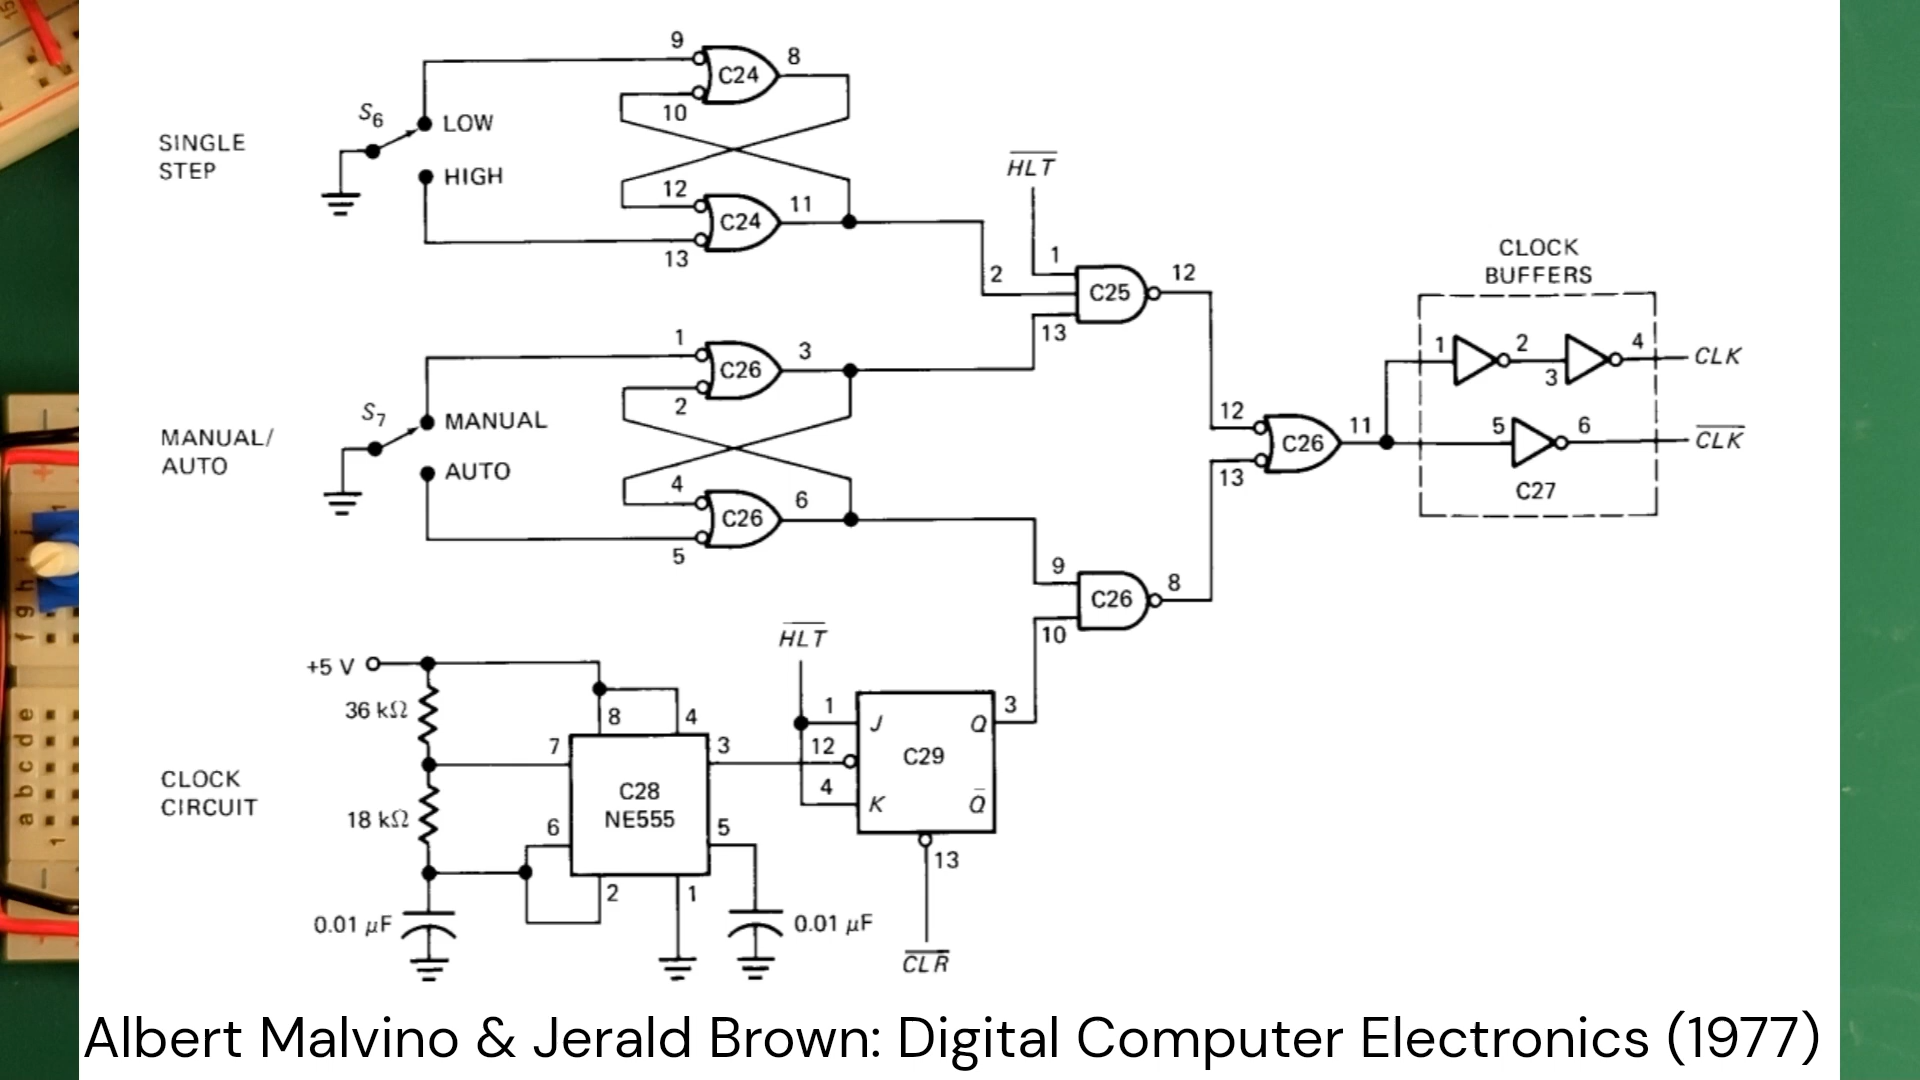 SINGLE
STEP
S6
LOW
HIGH
9
10
C24
8
12
13
C24
11
HLT
1
2
13
C25
12
MANUAL/
AUTO
S7
MANUAL
AUTO
1
2
C26
3
4
5
C26
6
9
10
C26
8
12
13
C26
11
CLOCK
BUFFERS
1
2
3
4
CLK
5
6
CLK
C27
CLOCK
CIRCUIT
+5 V
36 kΩ
18 kΩ
0.01 μF
7
6
8
4
C28
NE555
3
5
2
1
0.01 μF
HLT
1
12
4
J
K
C29
Q
Q
3
13
CLR
Albert Malvino & Jerald Brown: Digital Computer Electronics (1977)
15
j
i
h
g
f
e
d
c
b
a
1
1